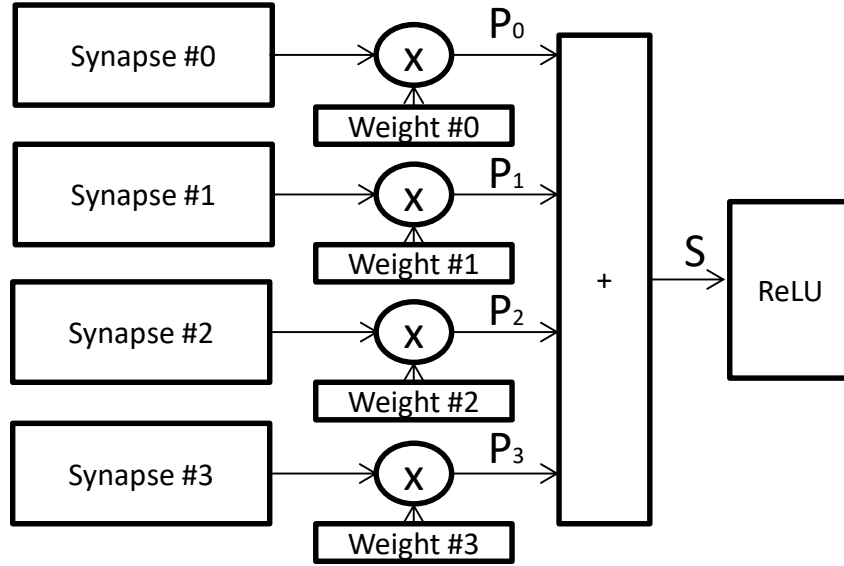 Synapse #0
x
P0
Weight #0
Synapse #1
x
P1
Weight #1
Synapse #2
x
P2
Weight #2
Synapse #3
x
P3
Weight #3
+
S
ReLU